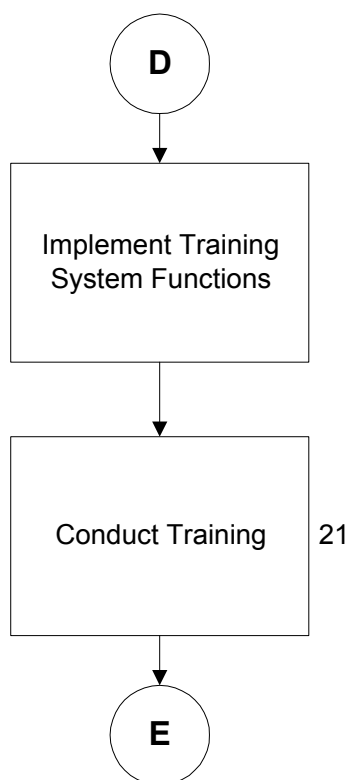 D
Implement Training
System Functions
Conduct Training
21
E